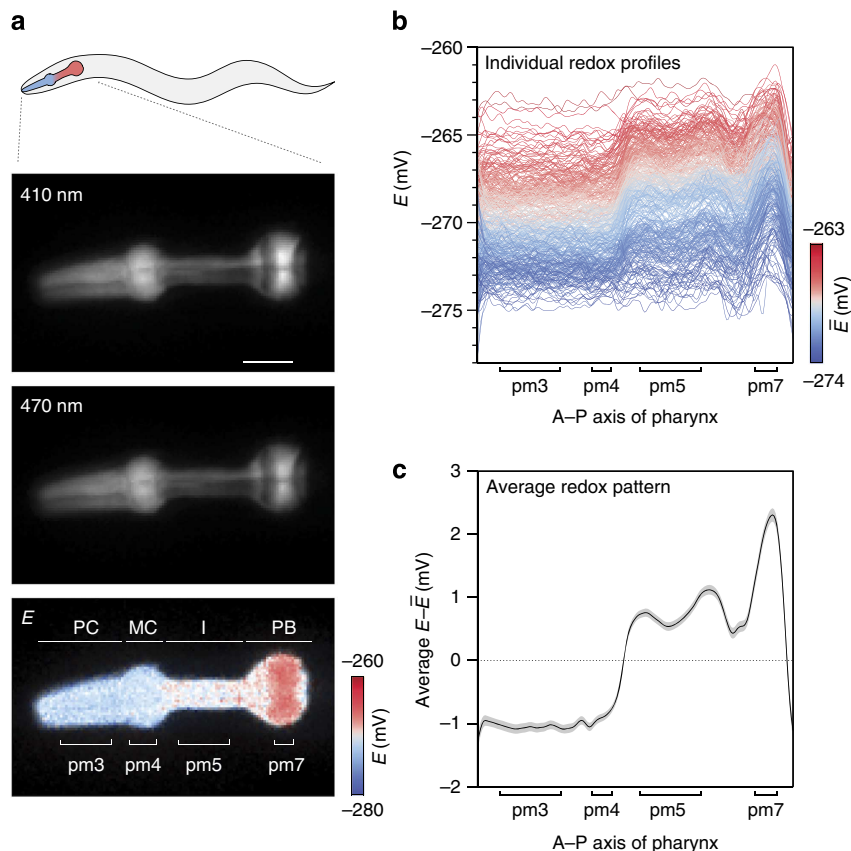 a
410 nm
470 nm
E
PC MC I PB
pm3 pm4 pm5 pm7
−260
E (mV)
−280
b
Individual redox profiles
−260
−265
−270
−275
E (mV)
pm3 pm4 pm5 pm7
A–P axis of pharynx
−263
E̅ (mV)
−274
c
Average redox pattern
3
2
1
0
−1
−2
Average E–E̿ (mV)
pm3 pm4 pm5 pm7
A–P axis of pharynx